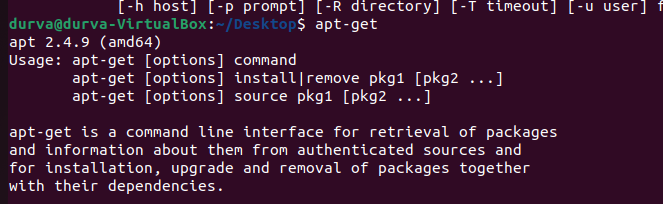 [-h host] [-p prompt] [-R directory] [-T timeout] [-u user] f
durva@durva-VirtualBox:~/Desktop$ apt-get
apt 2.4.9 (amd64)
Usage: apt-get [options] command
       apt-get [options] install|remove pkg1 [pkg2 ...]
       apt-get [options] source pkg1 [pkg2 ...]

apt-get is a command line interface for retrieval of packages
and information about them from authenticated sources and
for installation, upgrade and removal of packages together
with their dependencies.